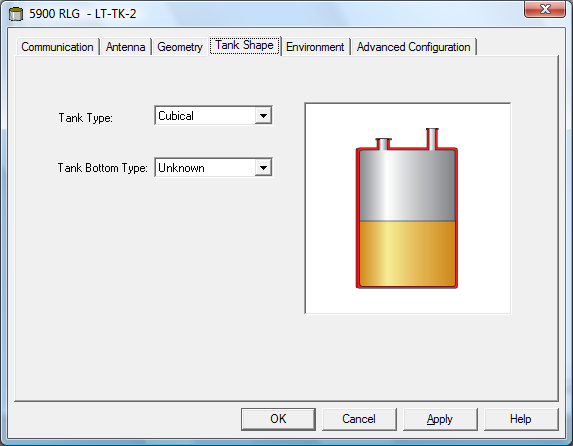 5900 RLG - LT-TK-2
Communication Antenna Geometry Tank Shape Environment Advanced Configuration
Tank Type: Cubical
Tank Bottom Type: Unknown
OK Cancel Apply Help